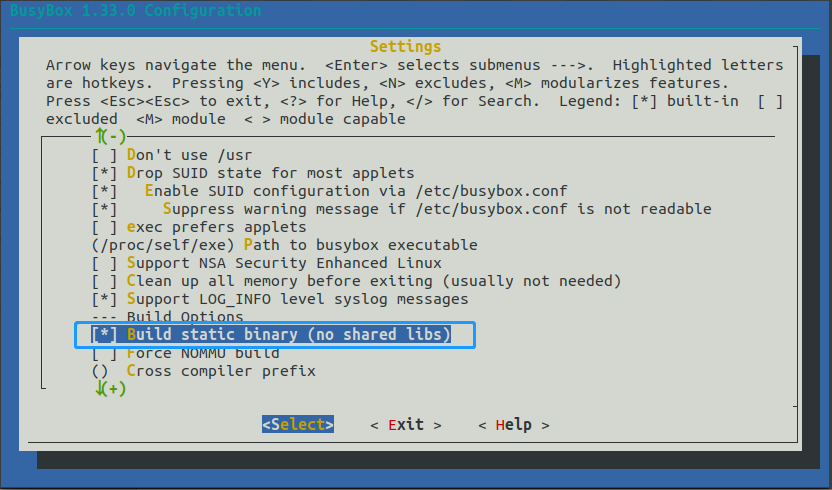 BusyBox 1.33.0 Configuration
Settings
Arrow keys navigate the menu.  <Enter> selects submenus --->.  Highlighted letters
are hotkeys.  Pressing <Y> includes, <N> excludes, <M> modularizes features.
Press <Esc><Esc> to exit, <?> for Help, </> for Search.  Legend: [*] built-in  [ ]
excluded  <M> module  < > module capable
↑(-)
[ ] Don't use /usr
[*] Drop SUID state for most applets
[*]   Enable SUID configuration via /etc/busybox.conf
[*]     Suppress warning message if /etc/busybox.conf is not readable
[ ] exec prefers applets
(/proc/self/exe) Path to busybox executable
[ ] Support NSA Security Enhanced Linux
[ ] Clean up all memory before exiting (usually not needed)
[*] Support LOG_INFO level syslog messages
--- Build Options
[*] Build static binary (no shared libs)
[ ] Force NOMMU build
()  Cross compiler prefix
↓(+)
<Select>    < Exit >    < Help >